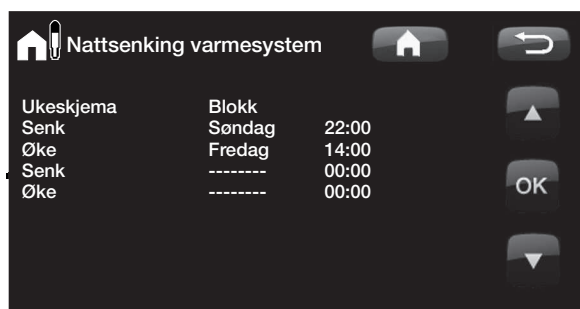 Nattsenking varmesystem
Ukeskjema Blokk
Senk Søndag 22:00
Øke Fredag 14:00
Senk -------- 00:00
Øke -------- 00:00
OK